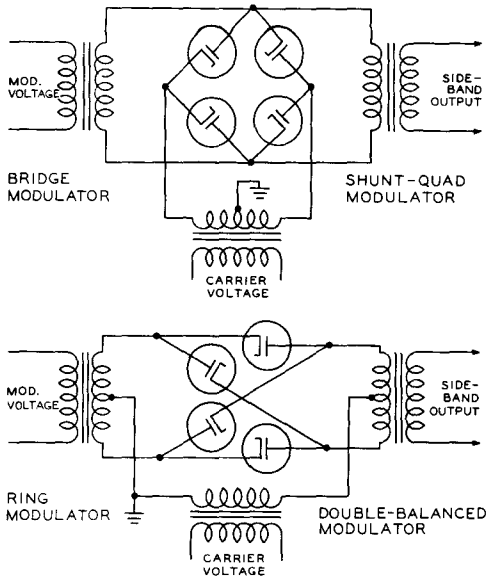 MOD.
VOLTAGE
SIDE-
BAND
OUTPUT
BRIDGE
MODULATOR
SHUNT-QUAD
MODULATOR
CARRIER
VOLTAGE
MOD.
VOLTAGE
SIDE-
BAND
OUTPUT
RING
MODULATOR
DOUBLE-BALANCED
MODULATOR
CARRIER
VOLTAGE